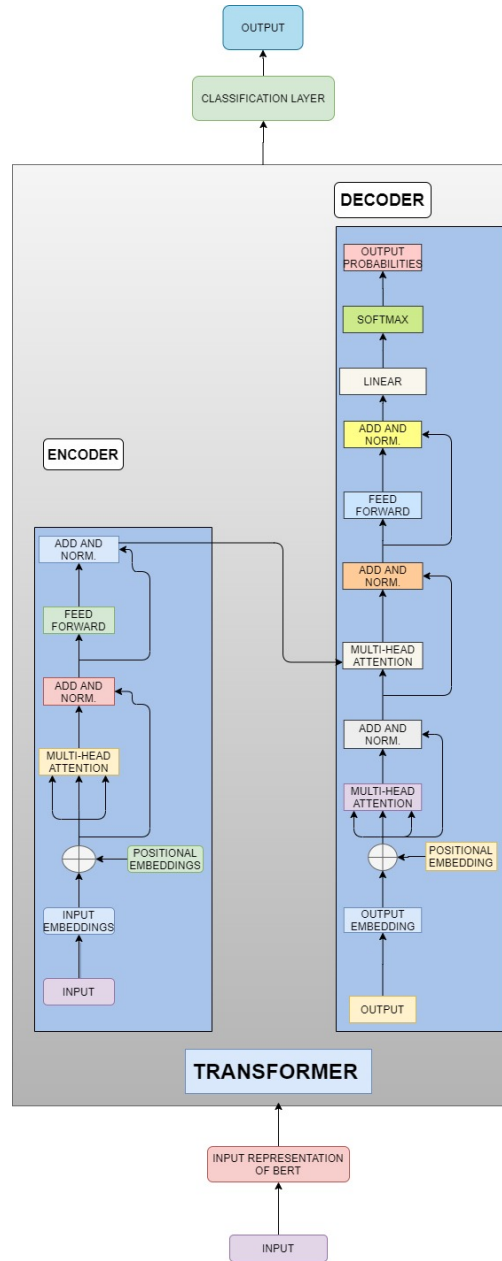 OUTPUT
CLASSIFICATION LAYER
DECODER
OUTPUT
PROBABILITIES
SOFTMAX
LINEAR
ADD AND
NORM.
FEED
FORWARD
ADD AND
NORM.
MULTI-HEAD
ATTENTION
ADD AND
NORM.
MULTI-HEAD
ATTENTION
POSITIONAL
EMBEDDING
OUTPUT
EMBEDDING
OUTPUT
ENCODER
ADD AND
NORM.
FEED
FORWARD
ADD AND
NORM.
MULTI-HEAD
ATTENTION
POSITIONAL
EMBEDDINGS
INPUT
EMBEDDINGS
INPUT
TRANSFORMER
INPUT REPRESENTATION
OF BERT
INPUT